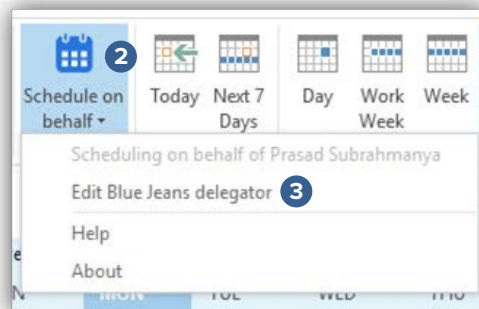 2
Schedule on
behalf
Today
Next 7
Days
Day
Work
Week
Week
Scheduling on behalf of Prasad Subrahmanya
Edit Blue Jeans delegator 3
Help
About
MON
TUE
WED
THU